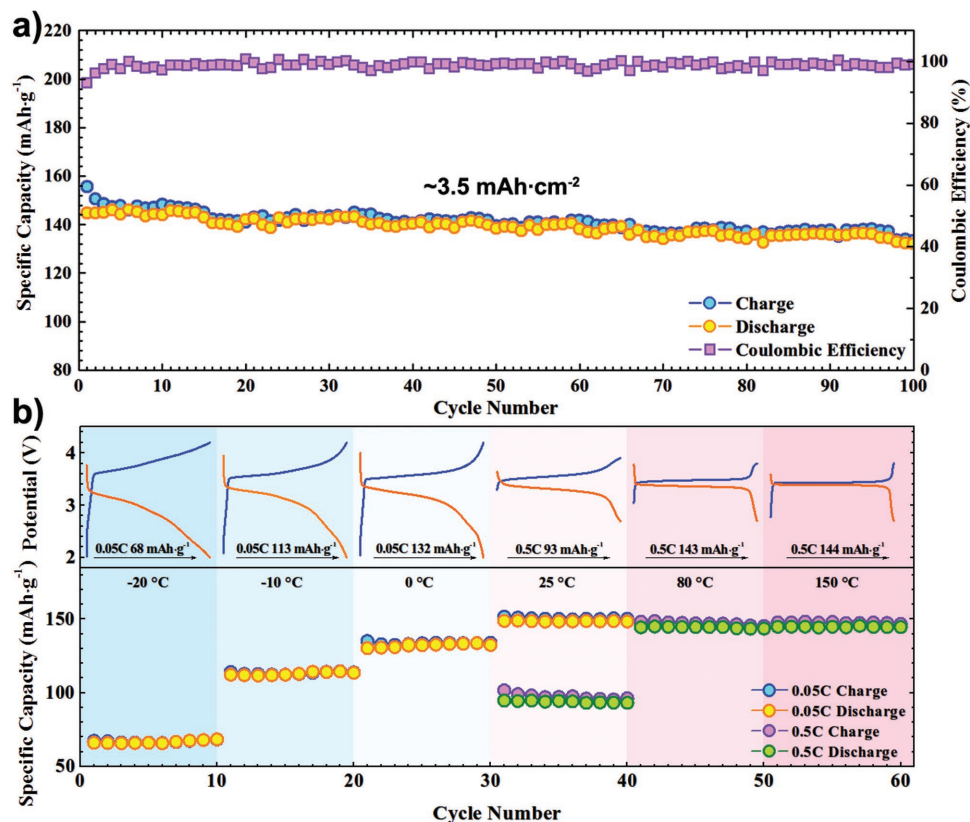 a)
220
200
180
160
140
120
100
80
Specific Capacity (mAh·g⁻¹)
100
80
60
40
20
0
Coulombic Efficiency (%)
~3.5 mAh·cm⁻²
Charge
Discharge
Coulombic Efficiency
0 10 20 30 40 50 60 70 80 90 100
Cycle Number
b)
4
3
2
Potential (V)
0.05C 68 mAh·g⁻¹
0.05C 113 mAh·g⁻¹
0.05C 132 mAh·g⁻¹
0.5C 93 mAh·g⁻¹
0.5C 143 mAh·g⁻¹
0.5C 144 mAh·g⁻¹
-20 °C
-10 °C
0 °C
25 °C
80 °C
150 °C
150
100
50
Specific Capacity (mAh·g⁻¹)
0.05C Charge
0.05C Discharge
0.5C Charge
0.5C Discharge
0 10 20 30 40 50 60
Cycle Number